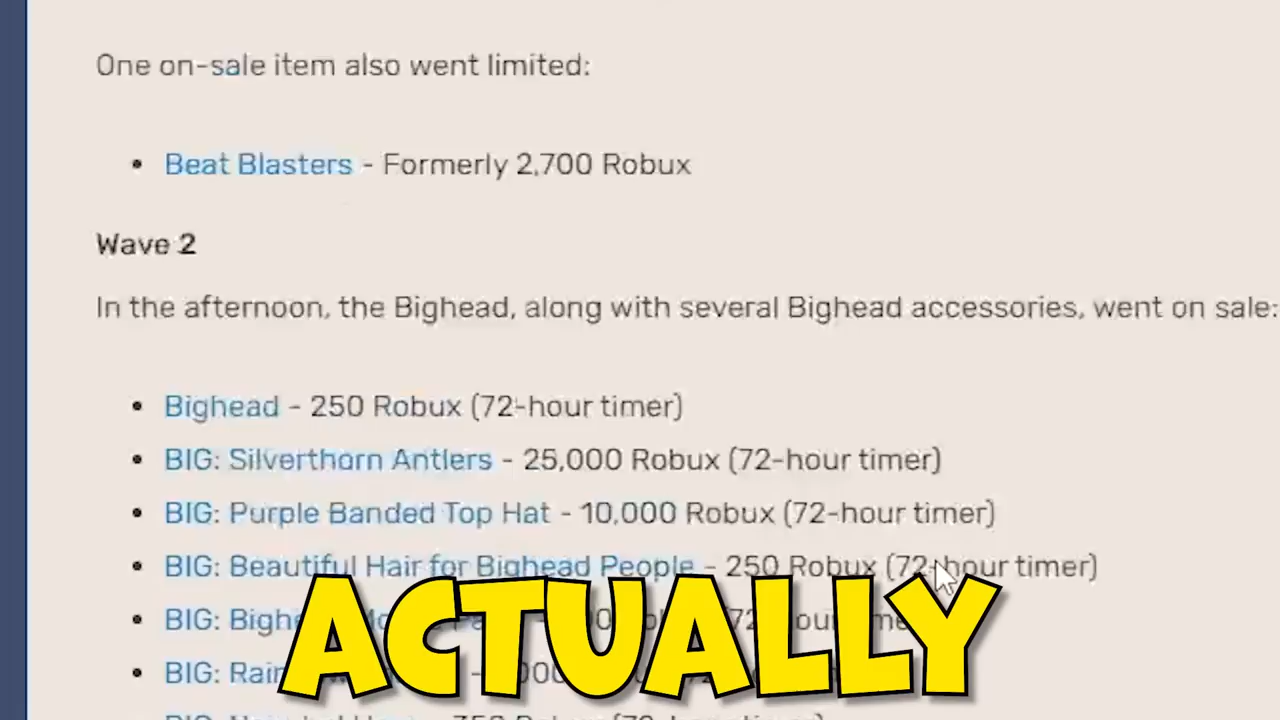 One on-sale item also went limited:
• Beat Blasters - Formerly 2,700 Robux
Wave 2
In the afternoon, the Bighead, along with several Bighead accessories, went on sale:
• Bighead - 250 Robux (72-hour timer)
• BIG: Silverthorn Antlers - 25,000 Robux (72-hour timer)
• BIG: Purple Banded Top Hat - 10,000 Robux (72-hour timer)
• BIG: Beautiful Hair for Bighead People - 250 Robux (72-hour timer)
• BIG:
• BIG:
ACTUALLY